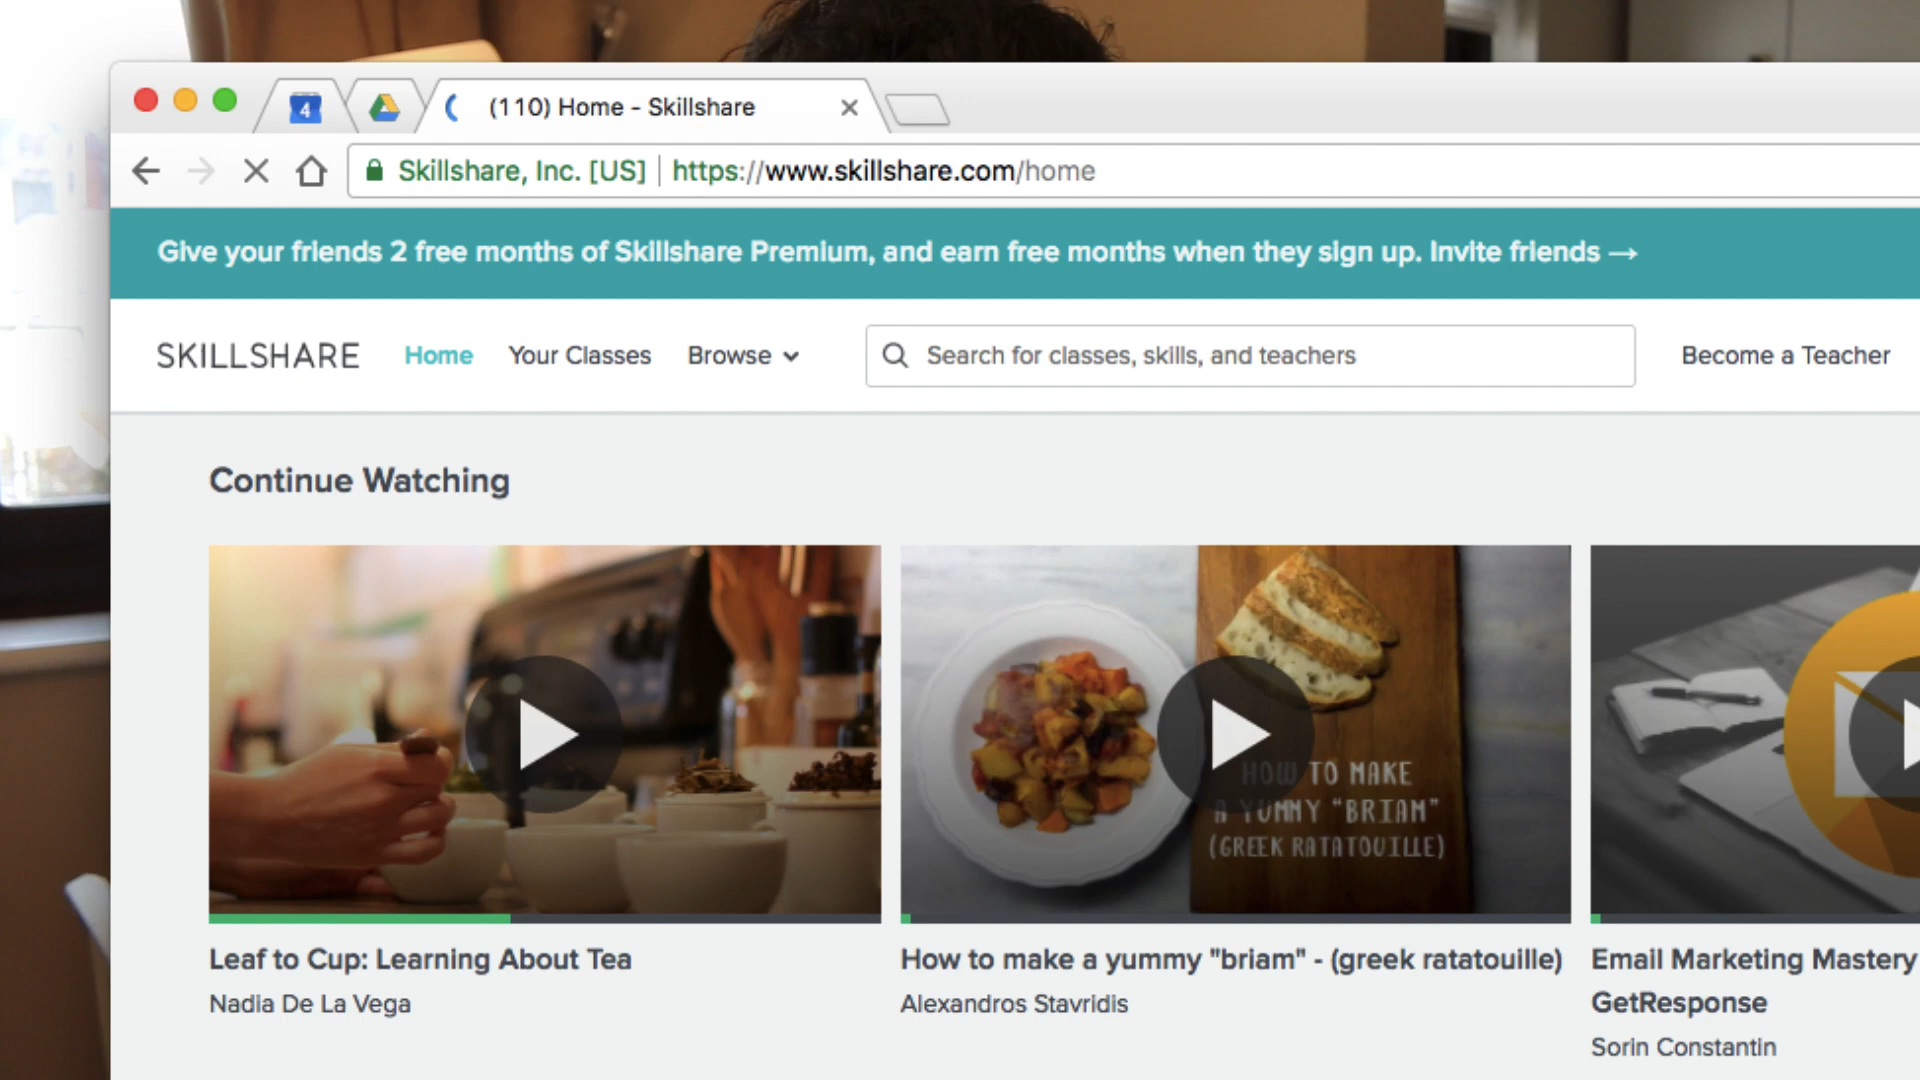 4
(110) Home - Skillshare
Skillshare, Inc. [US] | https://www.skillshare.com/home
Give your friends 2 free months of Skillshare Premium, and earn free months when they sign up. Invite friends →
SKILLSHARE Home Your Classes Browse Search for classes, skills, and teachers Become a Teacher
Continue Watching
HOW TO MAKE
A YUMMY “BRIAM”
(GREEK RATATOUILLE)
Leaf to Cup: Learning About Tea
Nadia De La Vega
How to make a yummy "briam" - (greek ratatouille)
Alexandros Stavridis
Email Marketing Mastery
GetResponse
Sorin Constantin